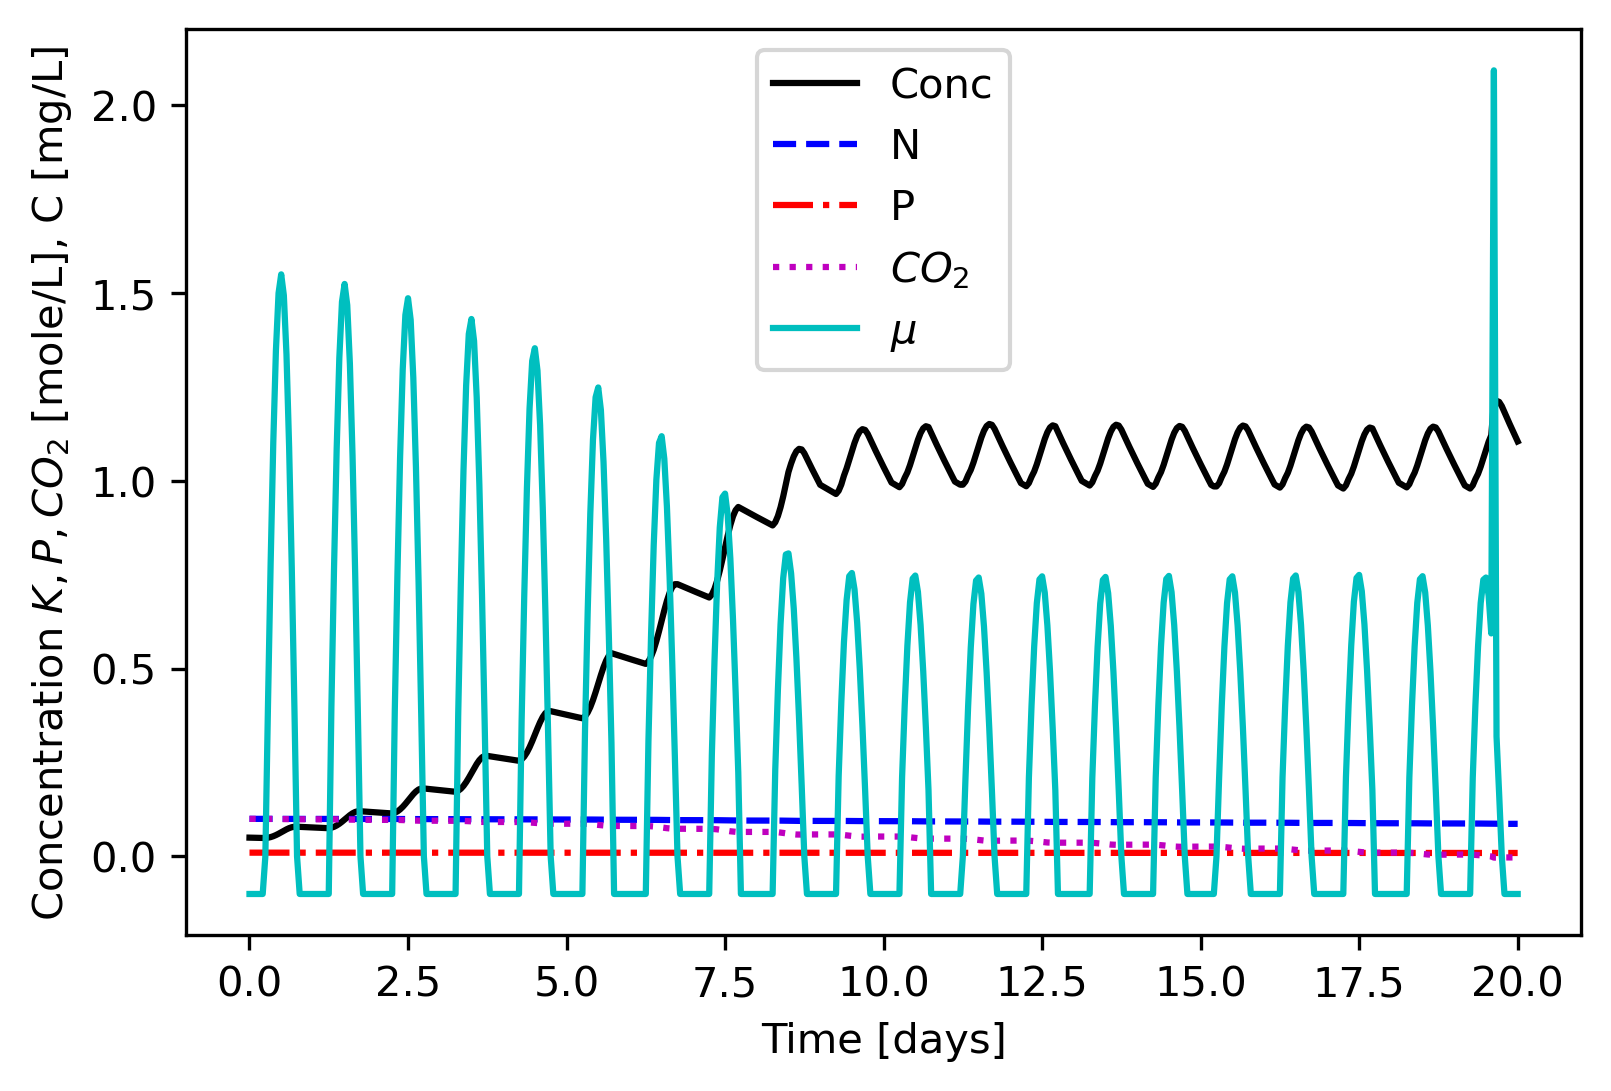 Concentration K, P, CO₂ [mole/L], C [mg/L]
2.0
1.5
1.0
0.5
0.0
Conc
N
P
CO₂
μ
0.0 2.5 5.0 7.5 10.0 12.5 15.0 17.5 20.0
Time [days]